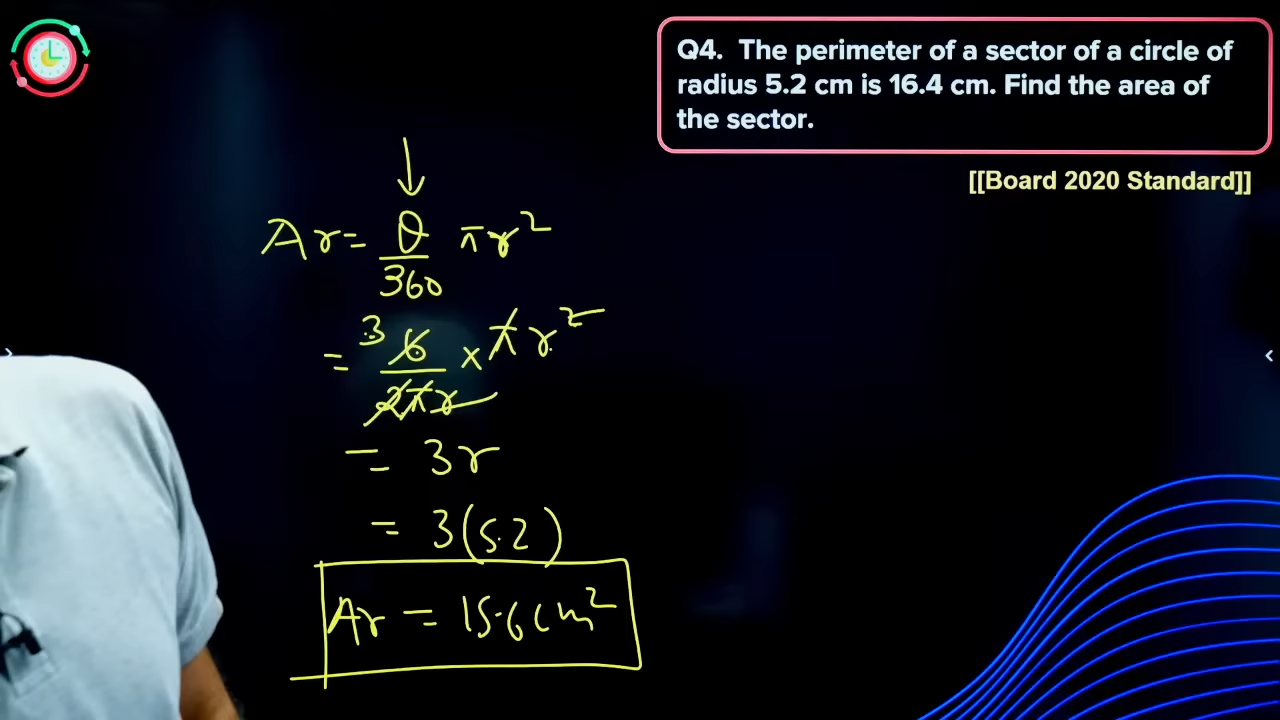 Q4. The perimeter of a sector of a circle of
radius 5.2 cm is 16.4 cm. Find the area of
the sector.
[[Board 2020 Standard]]
Ar = θ/360 πr²
= 3 6/2πr × πr²
= 3r
= 3(5.2)
Ar = 15.6 cm²